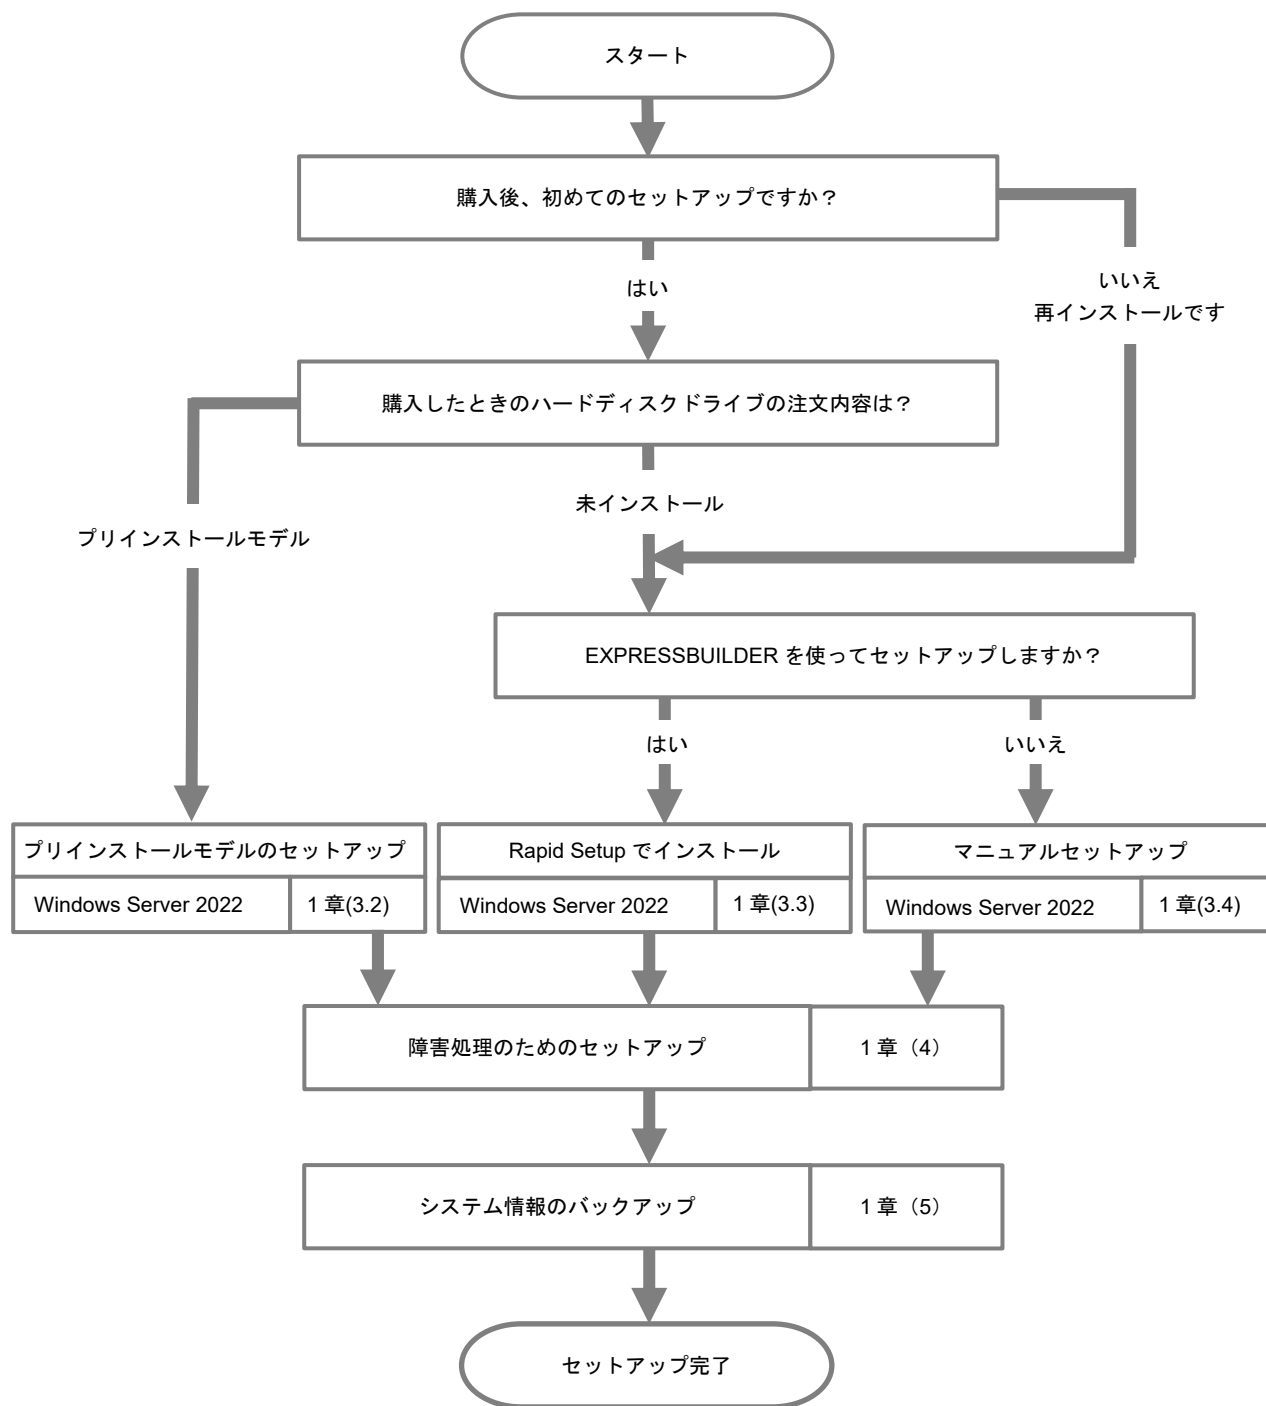 スタート
購入後、初めてのセットアップですか？
はい
いいえ
再インストールです
購入したときのハードディスクドライブの注文内容は？
未インストール
プリインストールモデル
EXPRESSBUILDER を使ってセットアップしますか？
はい
いいえ
プリインストールモデルのセットアップ
Windows Server 2022
1 章(3.2)
Rapid Setup でインストール
Windows Server 2022
1 章(3.3)
マニュアルセットアップ
Windows Server 2022
1 章(3.4)
障害処理のためのセットアップ
1 章（4）
システム情報のバックアップ
1 章（5）
セットアップ完了